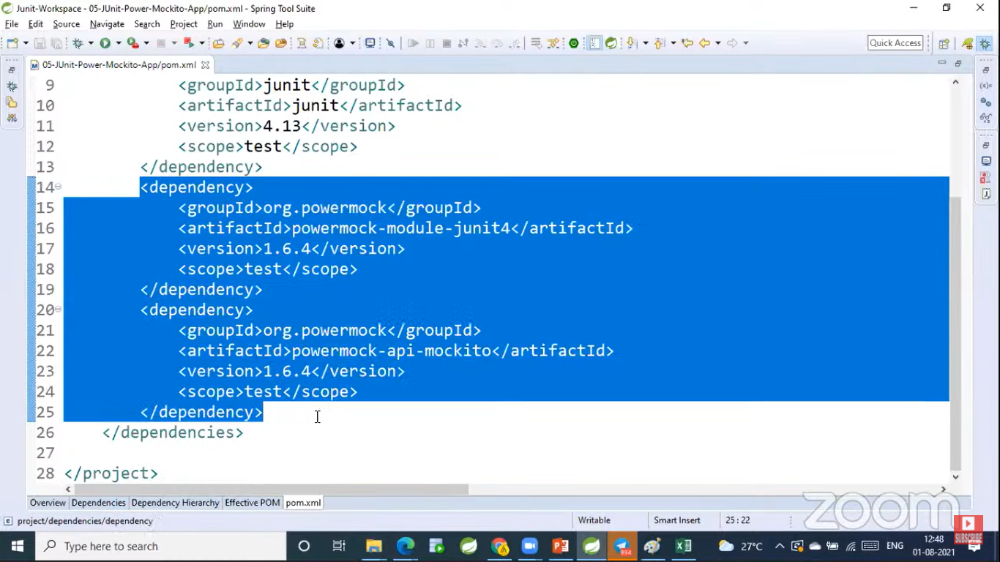 Junit-Workspace - 05-JUnit-Power-Mockito-App/pom.xml - Spring Tool Suite
File Edit Source Navigate Search Project Run Window Help
Quick Access
05-JUnit-Power-Mockito-App/pom.xml
9 <groupId>junit</groupId>
10 <artifactId>junit</artifactId>
11 <version>4.13</version>
12 <scope>test</scope>
13 </dependency>
14 <dependency>
15 <groupId>org.powermock</groupId>
16 <artifactId>powermock-module-junit4</artifactId>
17 <version>1.6.4</version>
18 <scope>test</scope>
19 </dependency>
20 <dependency>
21 <groupId>org.powermock</groupId>
22 <artifactId>powermock-api-mockito</artifactId>
23 <version>1.6.4</version>
24 <scope>test</scope>
25 </dependency>
26 </dependencies>
27
28 </project>
Overview Dependencies Dependency Hierarchy Effective POM pom.xml
project/dependencies/dependency Writable Smart Insert 25 : 22
zoom
SUBSCRIBE
Type here to search 994 27°C ENG 12:48
01-08-2021